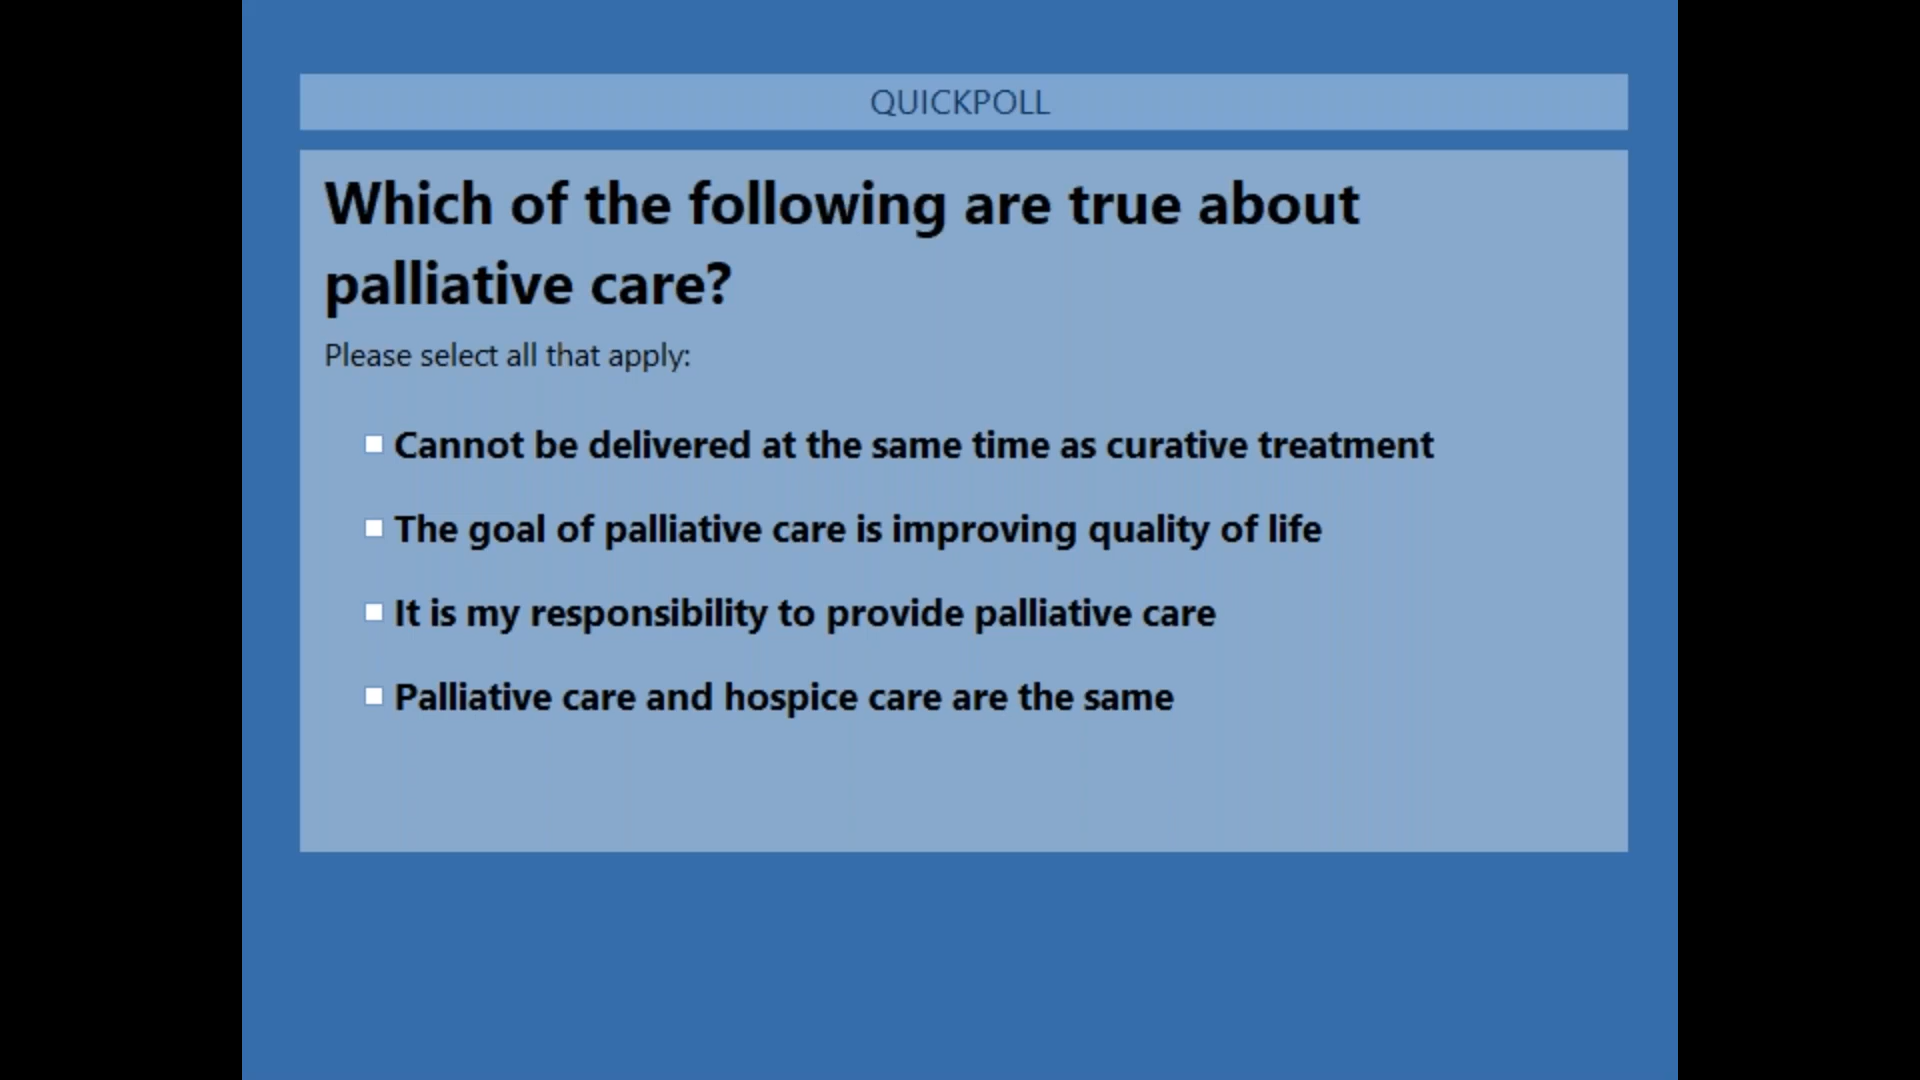 QUICKPOLL
Which of the following are true about
palliative care?
Please select all that apply:
Cannot be delivered at the same time as curative treatment
The goal of palliative care is improving quality of life
It is my responsibility to provide palliative care
Palliative care and hospice care are the same